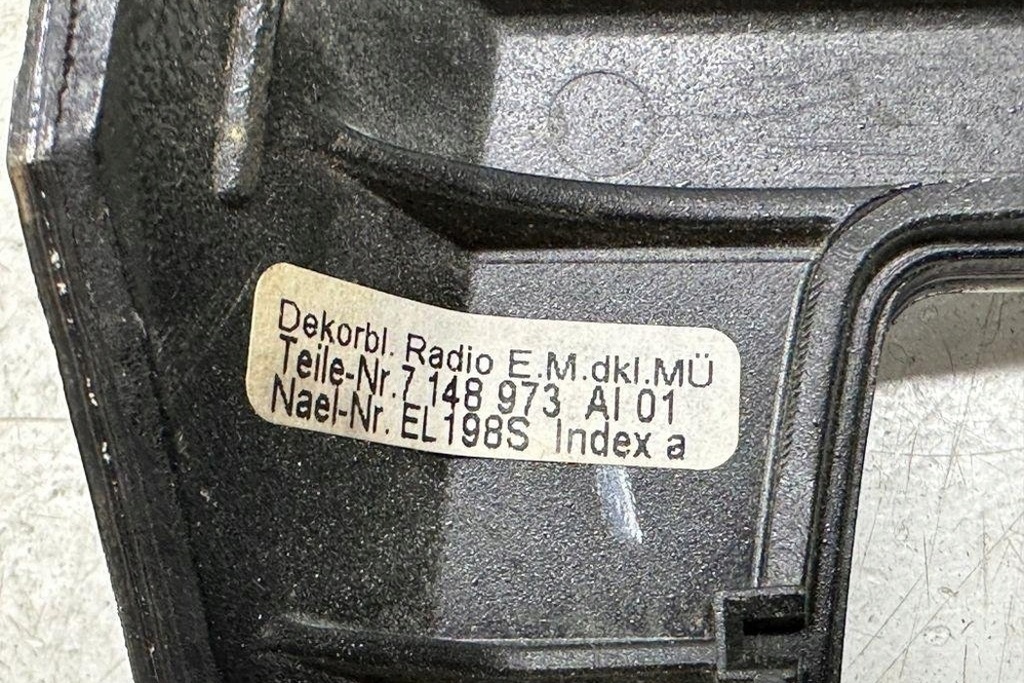 Dekorbl. Radio E.M.dkl.MÜ
Teile-Nr.7 148 973 AI 01
Nael-Nr. EL198S Index a